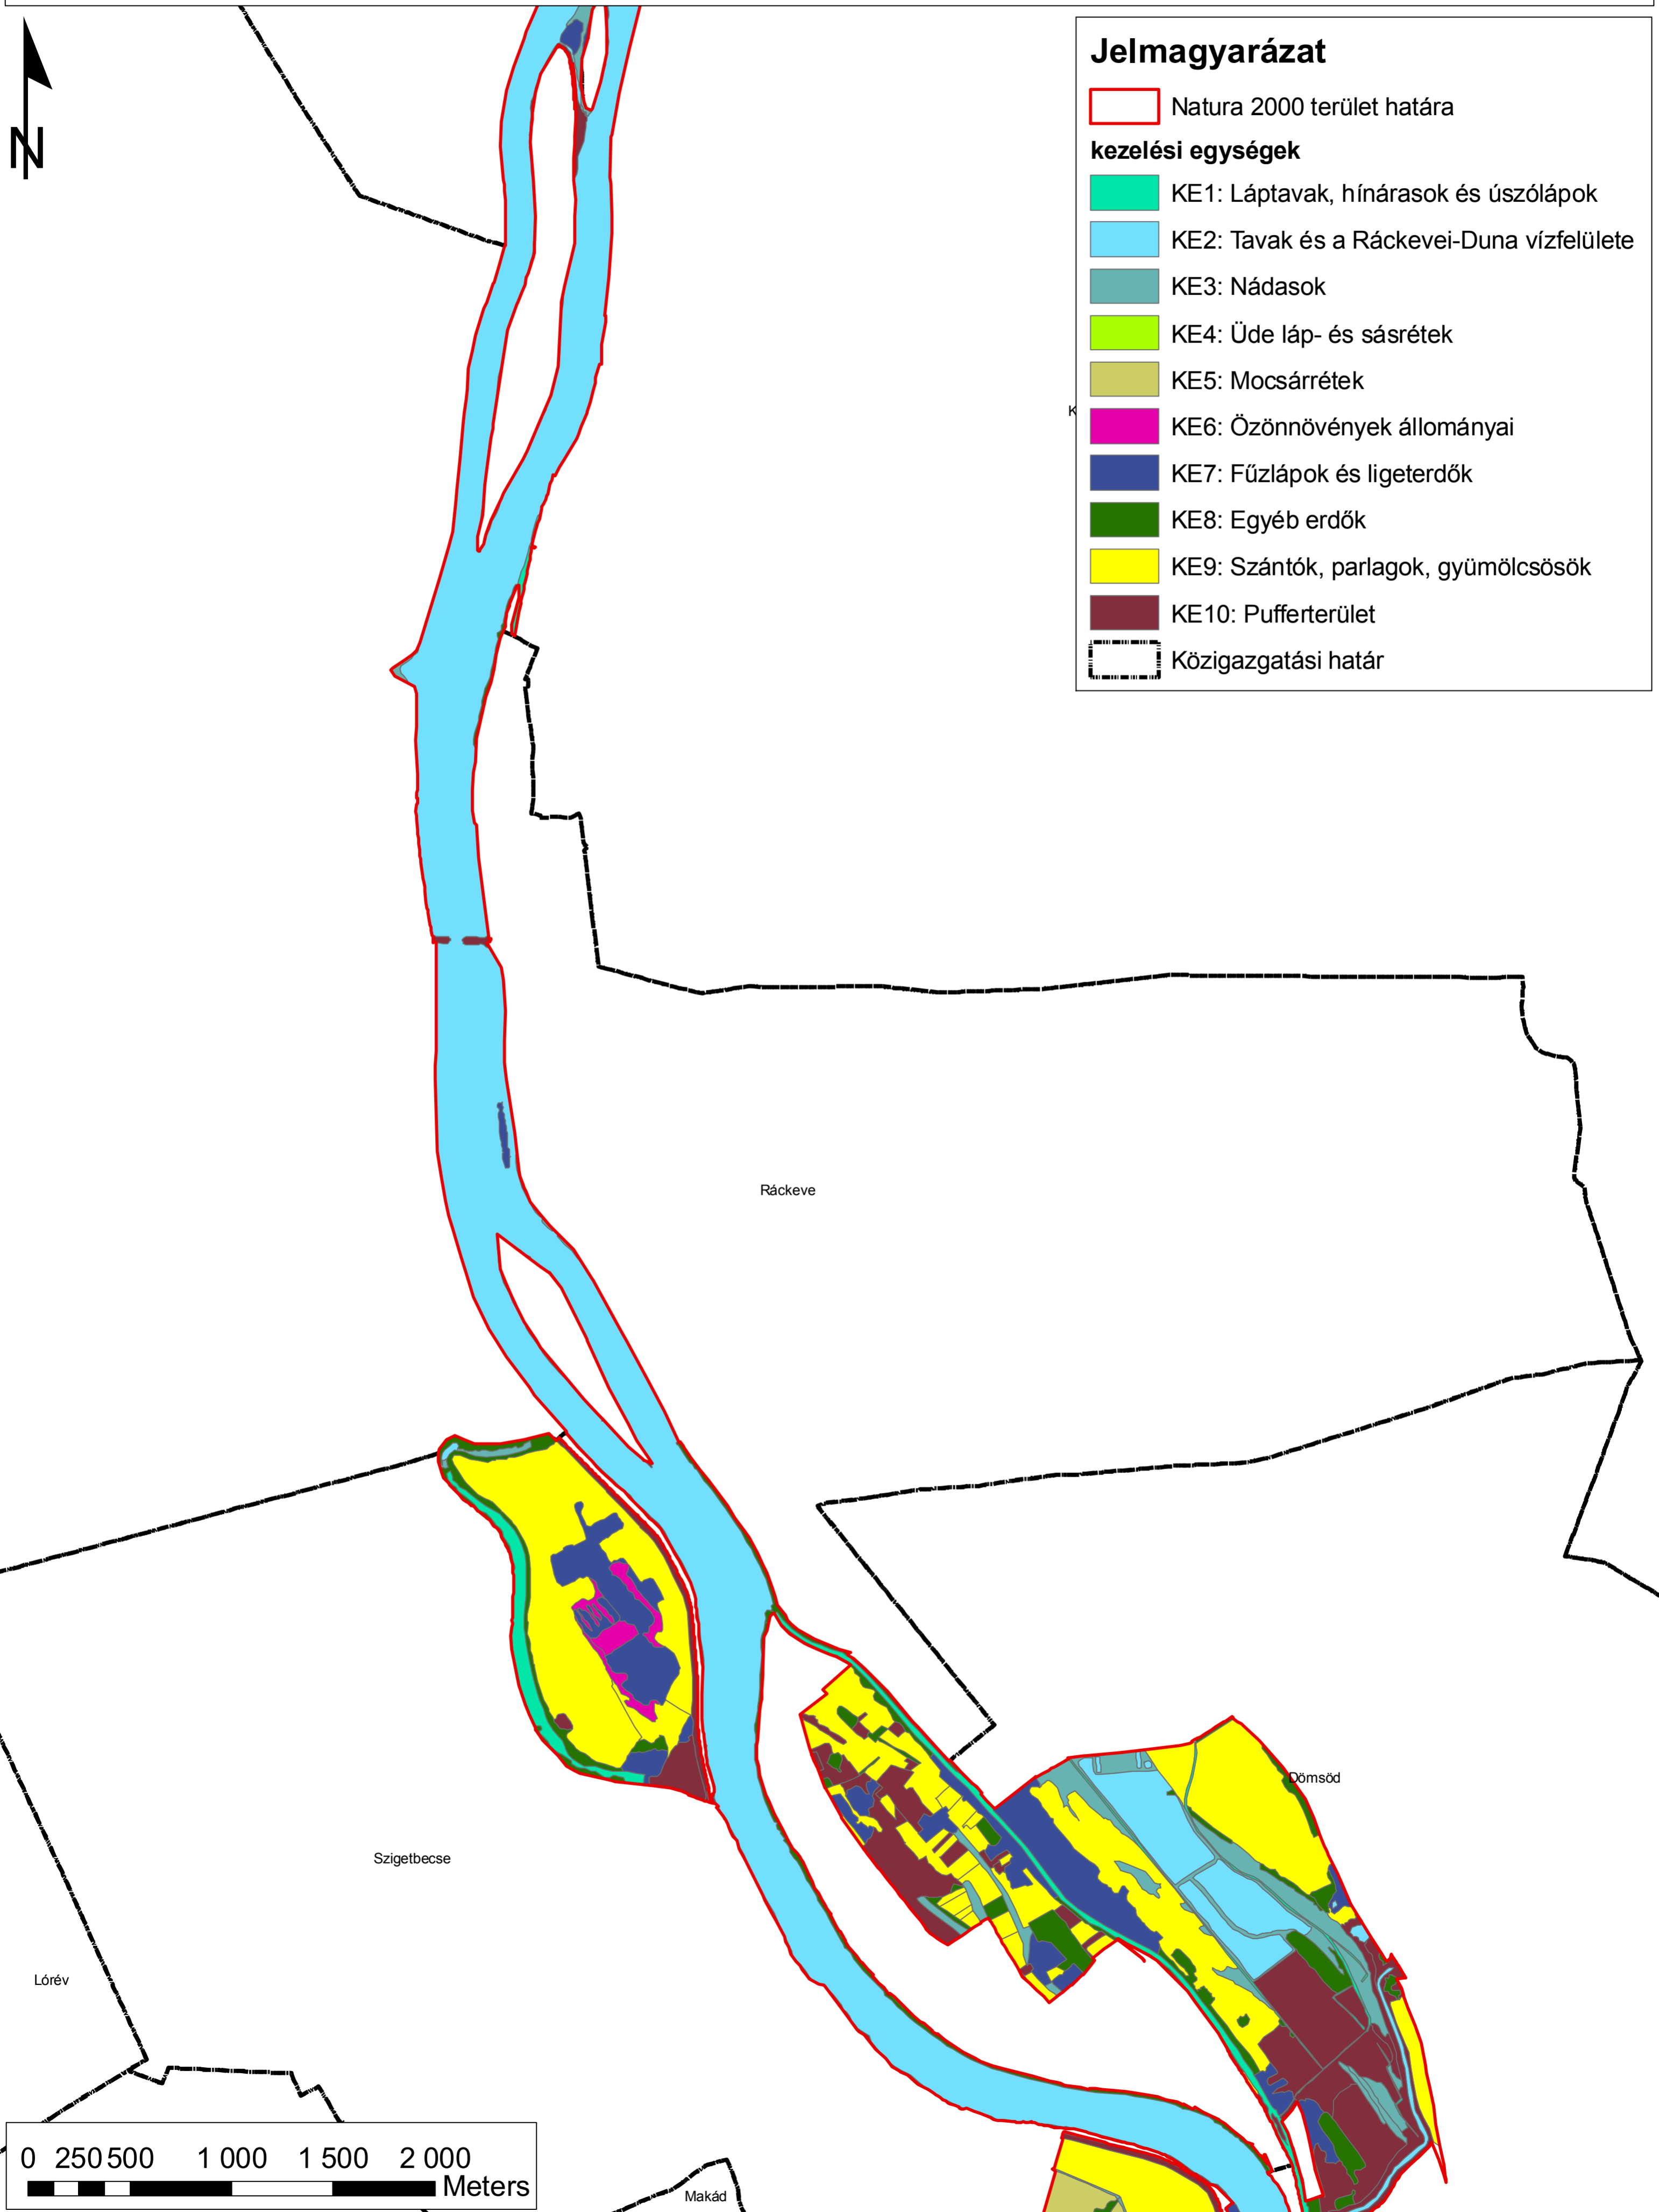 N
Jelmagyarázat
Natura 2000 terület határa
kezelési egységek
KE1: Láptavak, hínárasok és úszólápok
KE2: Tavak és a Ráckevei-Duna vízfelülete
KE3: Nádasok
KE4: Üde láp- és sásrétek
KE5: Mocsárrétek
K
KE6: Özönnövények állományai
KE7: Fűzlápok és ligeterdők
KE8: Egyéb erdők
KE9: Szántók, parlagok, gyümölcsösök
KE10: Pufferterület
Közigazgatási határ
Ráckeve
Dömsöd
Szigetbecse
Lórév
Makád
0 250 500 1 000 1 500 2 000
Meters